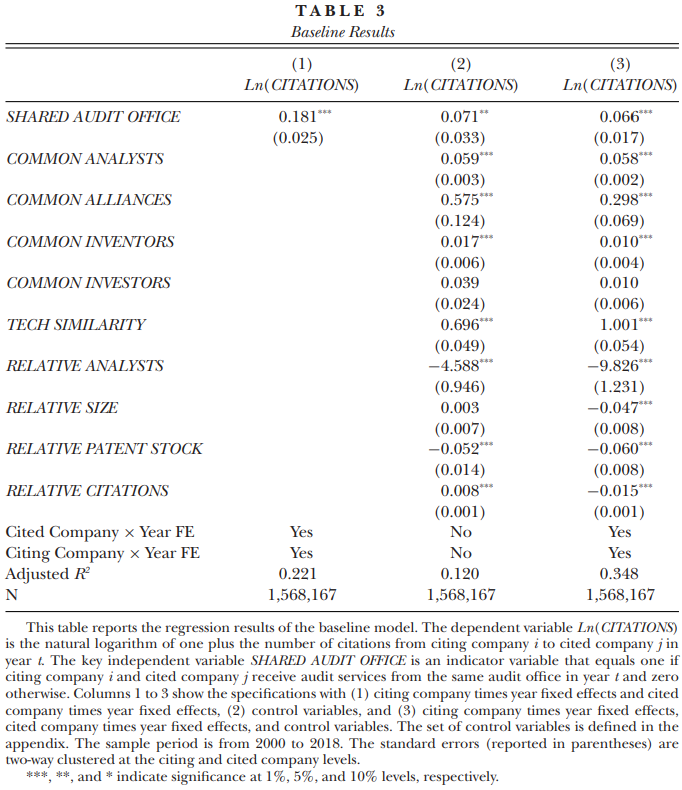 TABLE 3
Baseline Results
(1) (2) (3)
Ln(CITATIONS) Ln(CITATIONS) Ln(CITATIONS)
SHARED AUDIT OFFICE 0.181*** 0.071** 0.066***
(0.025) (0.033) (0.017)
COMMON ANALYSTS 0.059*** 0.058***
(0.003) (0.002)
COMMON ALLIANCES 0.575*** 0.298***
(0.124) (0.069)
COMMON INVENTORS 0.017*** 0.010***
(0.006) (0.004)
COMMON INVESTORS 0.039 0.010
(0.024) (0.006)
TECH SIMILARITY 0.696*** 1.001***
(0.049) (0.054)
RELATIVE ANALYSTS −4.588*** −9.826***
(0.946) (1.231)
RELATIVE SIZE 0.003 −0.047***
(0.007) (0.008)
RELATIVE PATENT STOCK −0.052*** −0.060***
(0.014) (0.008)
RELATIVE CITATIONS 0.008*** −0.015***
(0.001) (0.001)
Cited Company × Year FE Yes No Yes
Citing Company × Year FE Yes No Yes
Adjusted R² 0.221 0.120 0.348
N 1,568,167 1,568,167 1,568,167
This table reports the regression results of the baseline model. The dependent variable Ln(CITATIONS)
is the natural logarithm of one plus the number of citations from citing company i to cited company j in
year t. The key independent variable SHARED AUDIT OFFICE is an indicator variable that equals one if
citing company i and cited company j receive audit services from the same audit office in year t and zero
otherwise. Columns 1 to 3 show the specifications with (1) citing company times year fixed effects and cited
company times year fixed effects, (2) control variables, and (3) citing company times year fixed effects,
cited company times year fixed effects, and control variables. The set of control variables is defined in the
appendix. The sample period is from 2000 to 2018. The standard errors (reported in parentheses) are
two-way clustered at the citing and cited company levels.
***, **, and * indicate significance at 1%, 5%, and 10% levels, respectively.